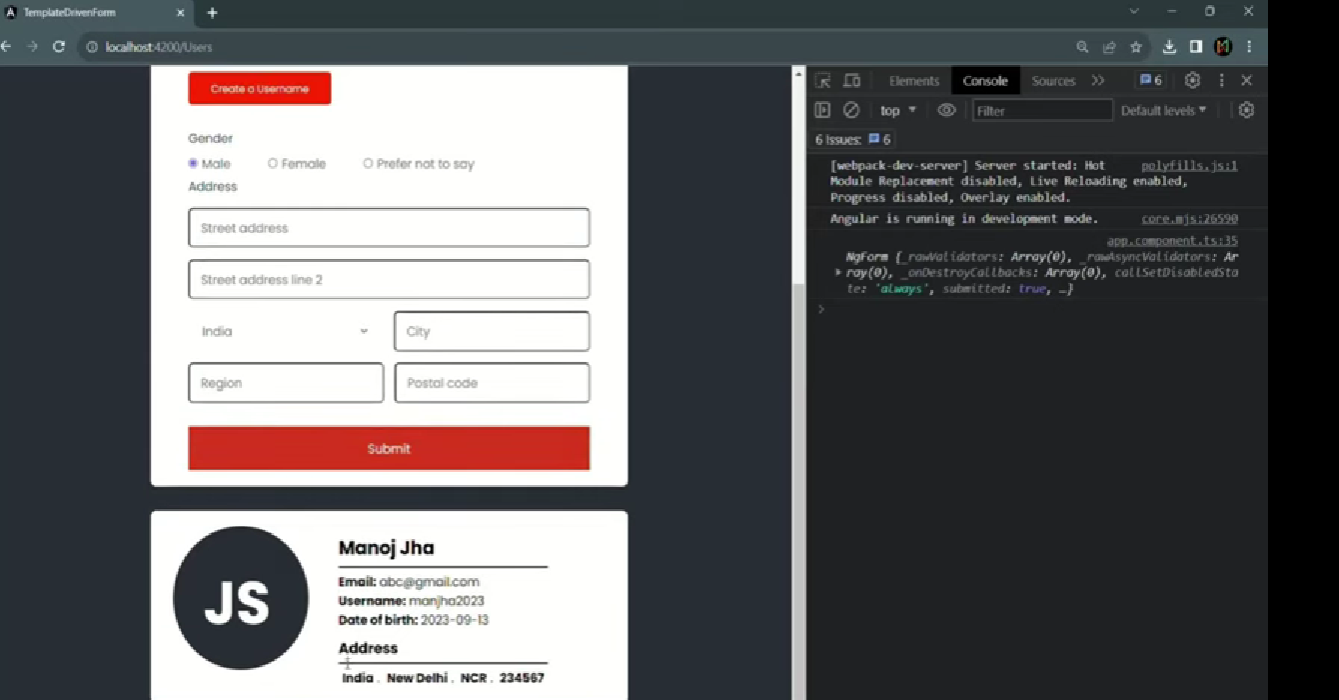 TemplateDrivenForm
localhost:4200/Users
Create a Username
Gender
Male Female Prefer not to say
Address
Street address
Street address line 2
India City
Region Postal code
Submit
JS
Manoj Jha
Email: abc@gmail.com
Username: manjha2023
Date of birth: 2023-09-13
Address
India . New Delhi . NCR . 234567
Elements Console Sources 6
top Filter Default levels
6 Issues: 6
[webpack-dev-server] Server started: Hot polyfills.js:1
Module Replacement disabled, Live Reloading enabled,
Progress disabled, Overlay enabled.
Angular is running in development mode. core.mjs:26590
app.component.ts:35
NgForm {_rawValidators: Array(0), _rawAsyncValidators: Ar
ray(0), _onDestroyCallbacks: Array(0), callSetDisabledSta
te: 'always', submitted: true, …}